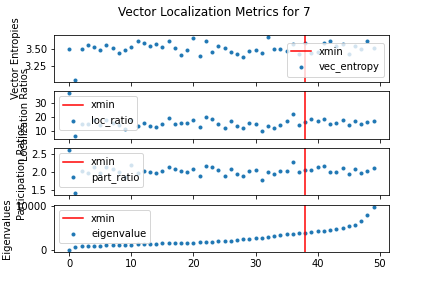 Vector Localization Metrics for 7
Vector Entropies
3.50
3.25
xmin
vec_entropy
Localization Ratios
30
20
10
xmin
loc_ratio
Participation Ratios
2.5
2.0
1.5
xmin
part_ratio
Eigenvalues
10000
0
xmin
eigenvalue
0 10 20 30 40 50